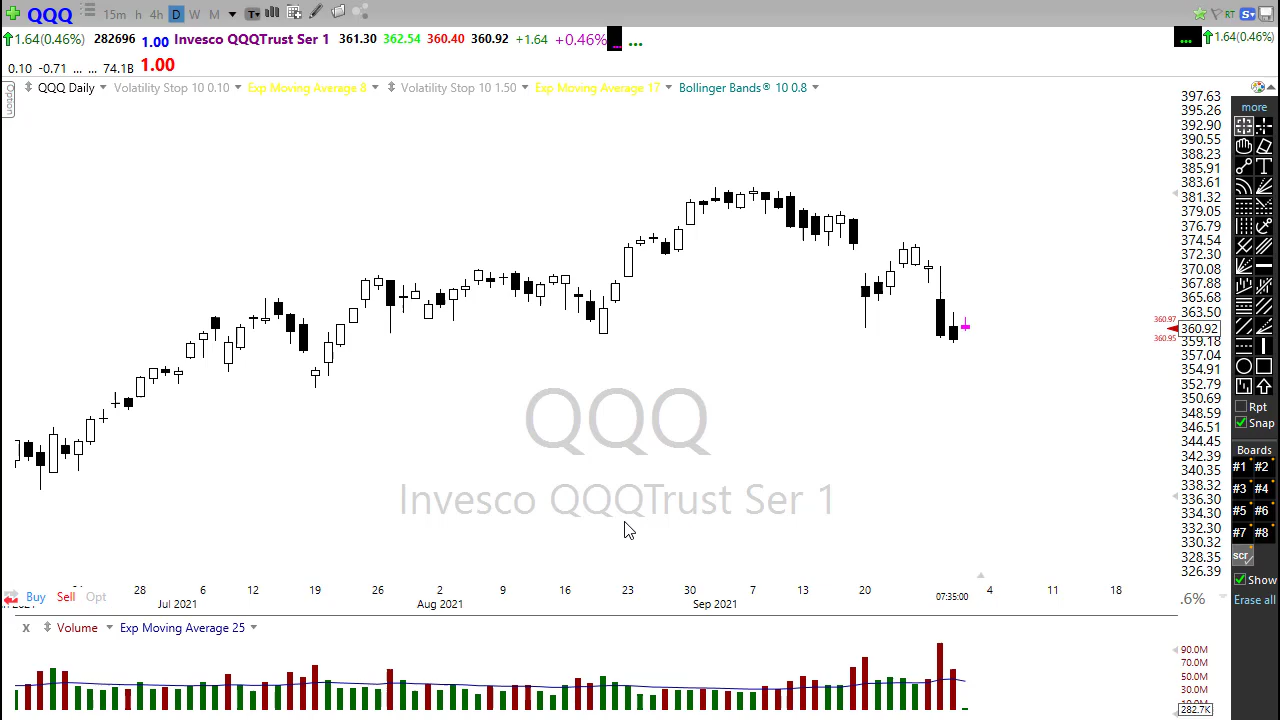 QQQ 15m h 4h D W M T RT S
1.64(0.46%) 282696 1.00 Invesco QQQTrust Ser 1 361.30 362.54 360.40 360.92 +1.64 +0.46% ... ... ... 1.64(0.46%)
0.10 -0.71 ... ... 74.1B 1.00
Option
QQQ Daily Volatility Stop 10 0.10 Exp Moving Average 8 Volatility Stop 10 1.50 Exp Moving Average 17 Bollinger Bands® 10 0.8
397.63
395.26
392.90
390.55
388.23
385.91
383.61
381.32
379.05
376.79
374.54
372.30
370.08
367.88
365.68
363.50
360.97
360.92
360.95
359.18
357.04
354.91
352.79
350.69
348.59
346.51
344.45
342.39
340.35
338.32
336.30
334.30
332.30
330.32
328.35
326.39
more
T
Rpt
Snap
Boards
#1 #2
#3 #4
#5 #6
#7 #8
scr
Show
Erase all
QQQ
Invesco QQQTrust Ser 1
28 6 12 19 26 2 9 16 23 30 7 13 20 07:35:00 4 11 18
Buy Sell Opt
Jul 2021 Aug 2021 Sep 2021
.6%
X Volume Exp Moving Average 25
90.0M
70.0M
50.0M
30.0M
282.7K